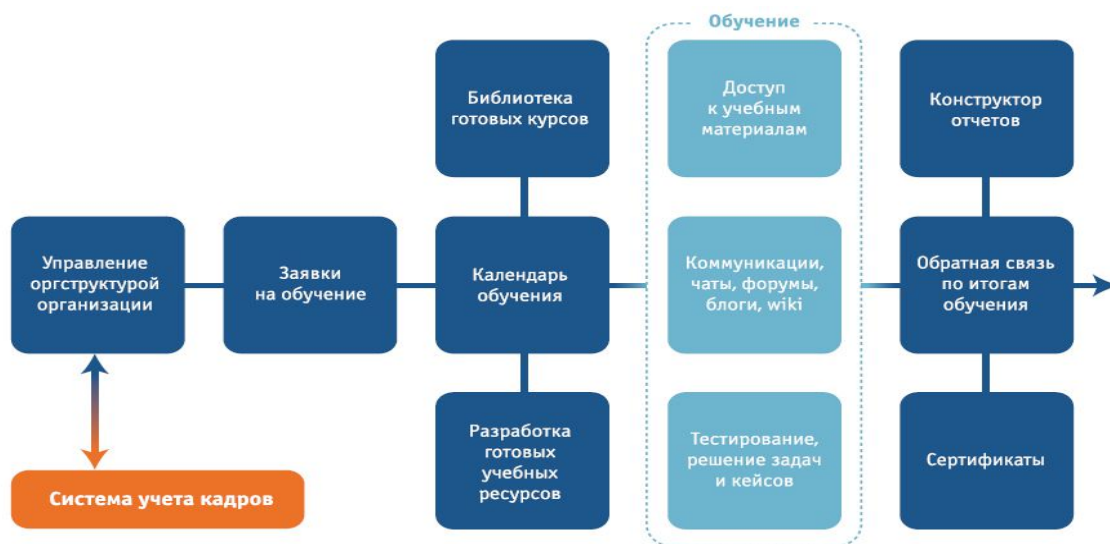 Обучение
Библиотека
готовых курсов
Доступ
к учебным
материалам
Конструктор
отчетов
Управление
оргструктурой
организации
Заявки
на обучение
Календарь
обучения
Коммуникации,
чаты, форумы,
блоги, wiki
Обратная связь
по итогам
обучения
Разработка
готовых
учебных
ресурсов
Тестирование,
решение задач
и кейсов
Сертификаты
Система учета кадров